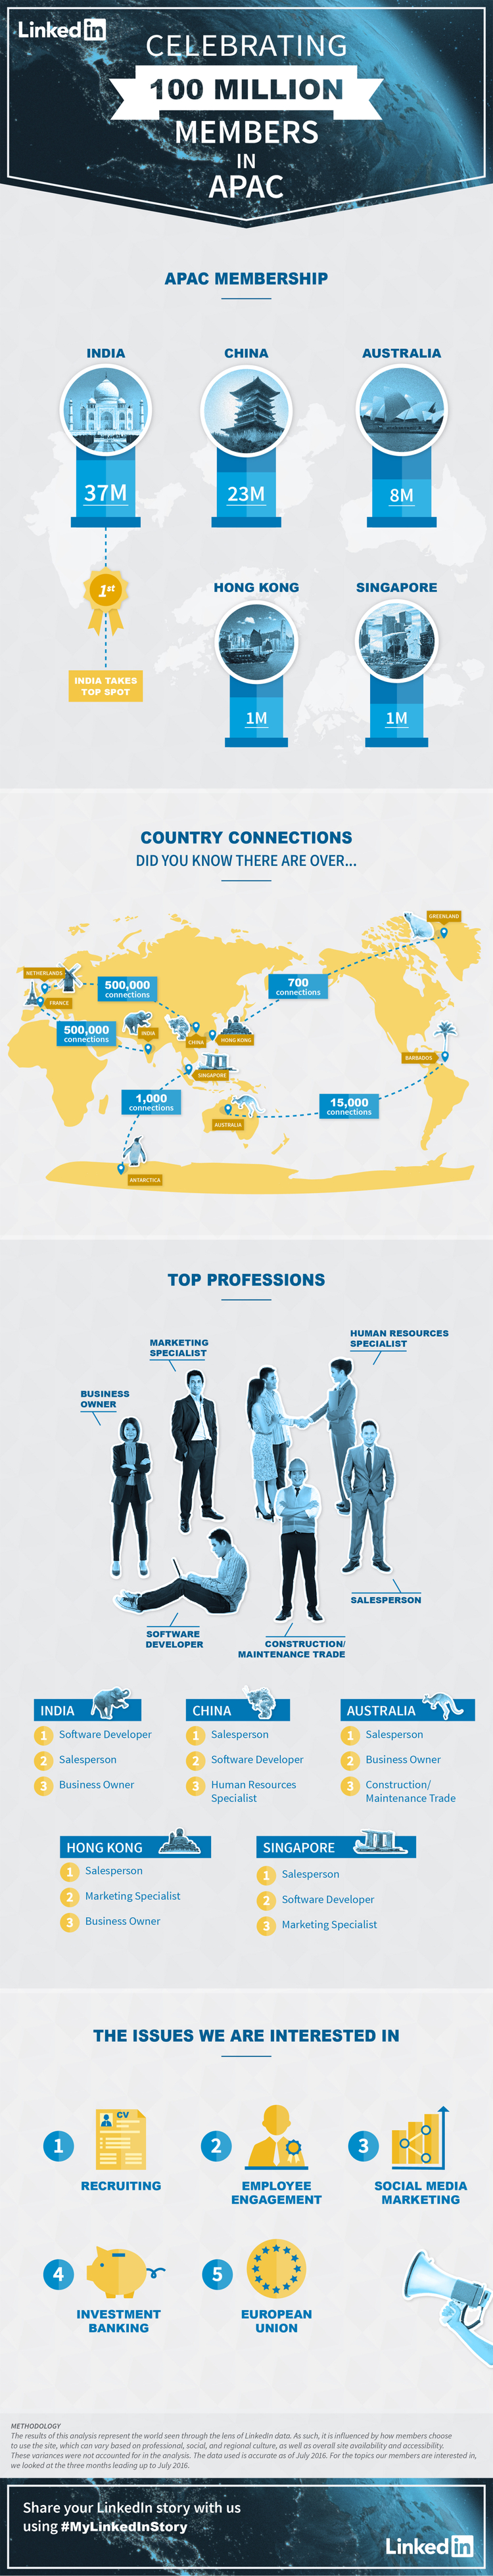 Linked in
CELEBRATING
100 MILLION
MEMBERS
IN
APAC
APAC MEMBERSHIP
INDIA
CHINA
AUSTRALIA
37M
23M
8M
1st
INDIA TAKES
TOP SPOT
HONG KONG
SINGAPORE
1M
1M
COUNTRY CONNECTIONS
DID YOU KNOW THERE ARE OVER...
GREENLAND
NETHERLANDS
500,000
connections
700
connections
FRANCE
500,000
connections
INDIA
CHINA
HONG KONG
BARBADOS
SINGAPORE
1,000
connections
15,000
connections
AUSTRALIA
ANTARCTICA
TOP PROFESSIONS
HUMAN RESOURCES
SPECIALIST
MARKETING
SPECIALIST
BUSINESS
OWNER
SALESPERSON
SOFTWARE
DEVELOPER
CONSTRUCTION/
MAINTENANCE TRADE
INDIA
1 Software Developer
2 Salesperson
3 Business Owner
CHINA
1 Salesperson
2 Software Developer
3 Human Resources
Specialist
AUSTRALIA
1 Salesperson
2 Business Owner
3 Construction/
Maintenance Trade
HONG KONG
1 Salesperson
2 Marketing Specialist
3 Business Owner
SINGAPORE
1 Salesperson
2 Software Developer
3 Marketing Specialist
THE ISSUES WE ARE INTERESTED IN
1
CV
RECRUITING
2
EMPLOYEE
ENGAGEMENT
3
SOCIAL MEDIA
MARKETING
4
INVESTMENT
BANKING
5
EUROPEAN
UNION
METHODOLOGY
The results of this analysis represent the world seen through the lens of LinkedIn data. As such, it is influenced by how members choose
to use the site, which can vary based on professional, social, and regional culture, as well as overall site availability and accessibility.
These variances were not accounted for in the analysis. The data used is accurate as of July 2016. For the topics our members are interested in,
we looked at the three months leading up to July 2016.
Share your LinkedIn story with us
using #MyLinkedInStory
Linked in